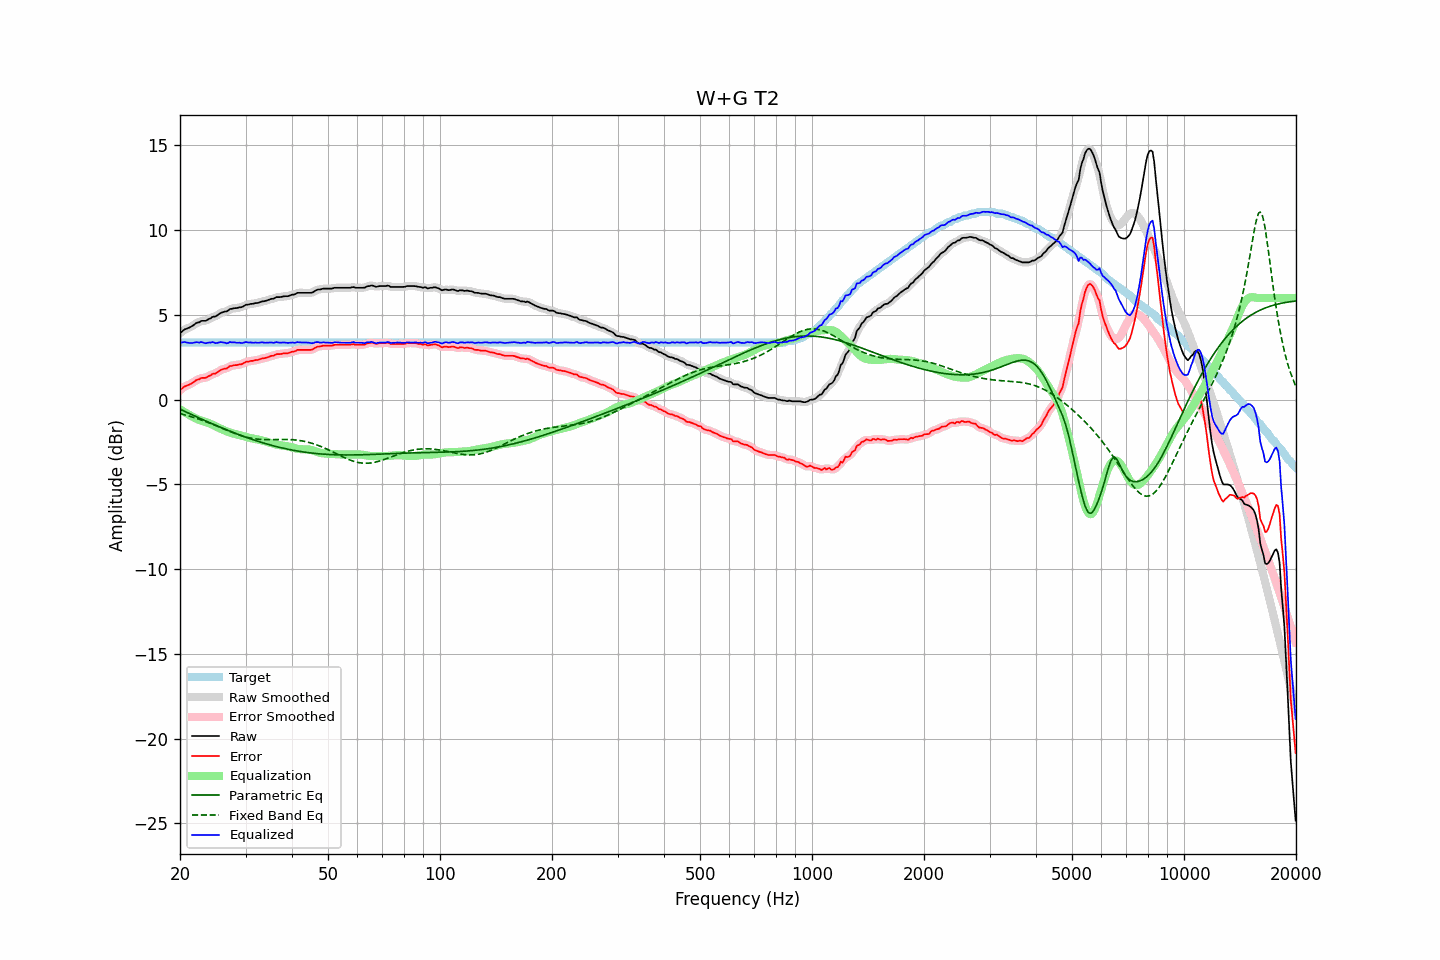 W+G T2
15
10
5
0
−5
−10
−15
−20
−25
Amplitude (dBr)
Target
Raw Smoothed
Error Smoothed
Raw
Error
Equalization
Parametric Eq
Fixed Band Eq
Equalized
20
50
100
200
500
1000
2000
5000
10000
20000
Frequency (Hz)